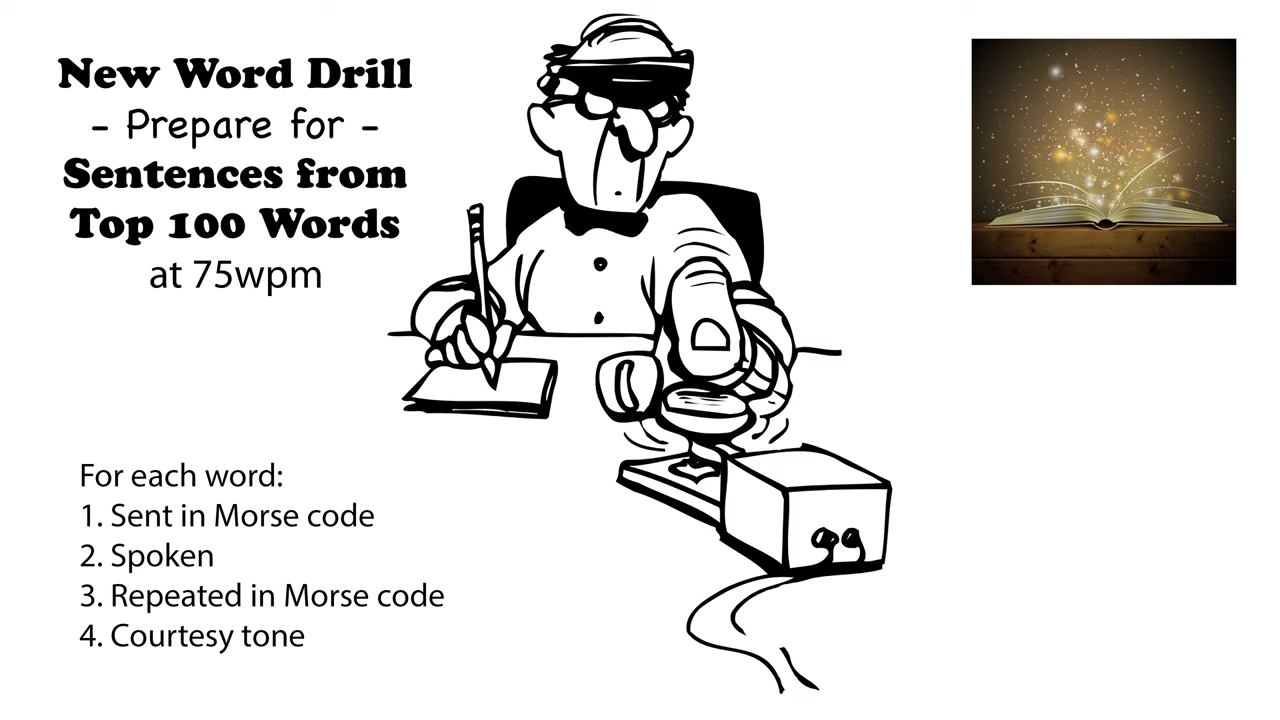 New Word Drill
- Prepare for -
Sentences from
Top 100 Words
at 75wpm
For each word:
1. Sent in Morse code
2. Spoken
3. Repeated in Morse code
4. Courtesy tone